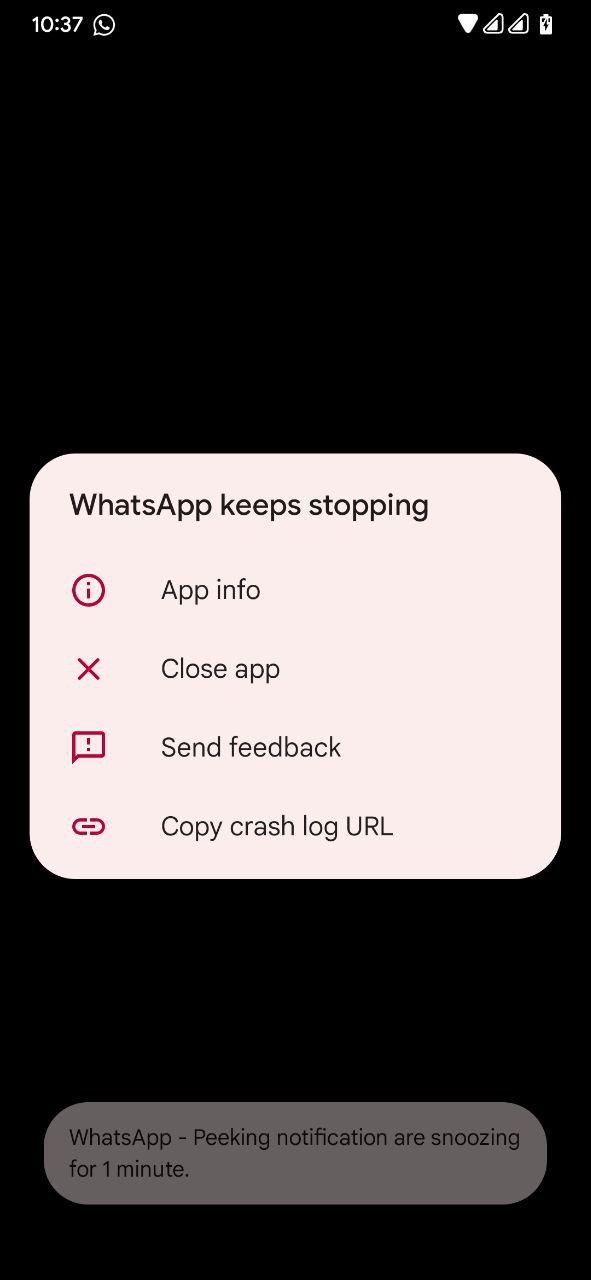 10:37
WhatsApp keeps stopping
App info
Close app
Send feedback
Copy crash log URL
WhatsApp - Peeking notification are snoozing
for 1 minute.